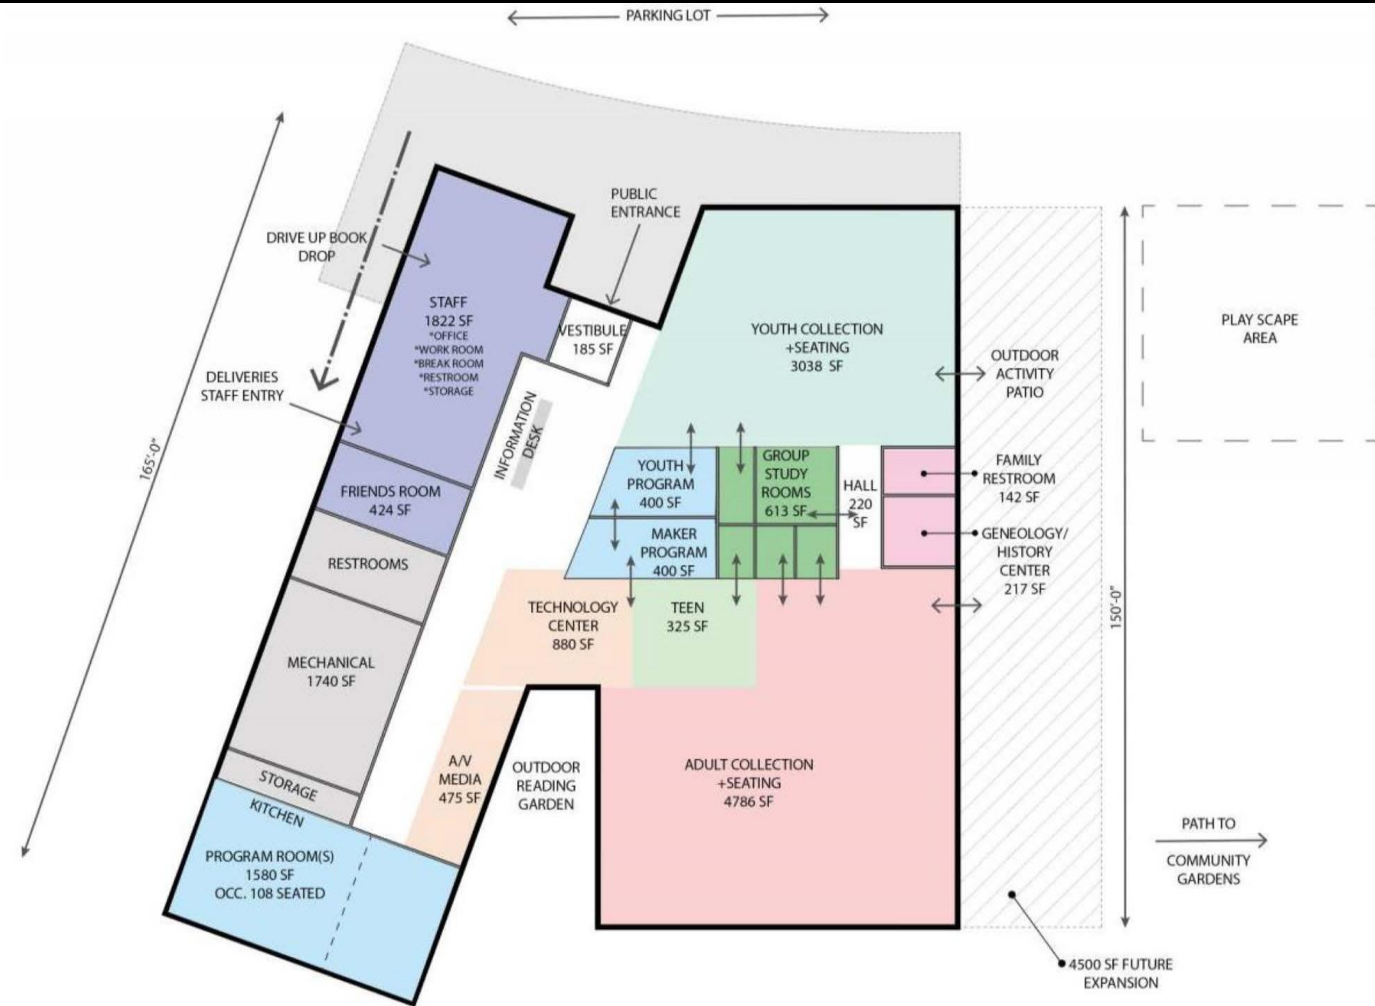 PARKING LOT
PUBLIC
ENTRANCE
DRIVE UP BOOK
DROP
STAFF
1822 SF
*OFFICE
*WORK ROOM
*BREAK ROOM
*RESTROOM
*STORAGE
VESTIBULE
185 SF
YOUTH COLLECTION
+SEATING
3038 SF
PLAY SCAPE
AREA
OUTDOOR
ACTIVITY
PATIO
DELIVERIES
STAFF ENTRY
165'-0"
INFORMATION
DESK
FRIENDS ROOM
424 SF
YOUTH
PROGRAM
400 SF
GROUP
STUDY
ROOMS
613 SF
HALL
220
SF
FAMILY
RESTROOM
142 SF
MAKER
PROGRAM
400 SF
GENEOLOGY/
HISTORY
CENTER
217 SF
RESTROOMS
150'-0"
TECHNOLOGY
CENTER
880 SF
TEEN
325 SF
MECHANICAL
1740 SF
STORAGE
KITCHEN
A/V
MEDIA
475 SF
OUTDOOR
READING
GARDEN
ADULT COLLECTION
+SEATING
4786 SF
PROGRAM ROOM(S)
1580 SF
OCC. 108 SEATED
PATH TO
COMMUNITY
GARDENS
4500 SF FUTURE
EXPANSION